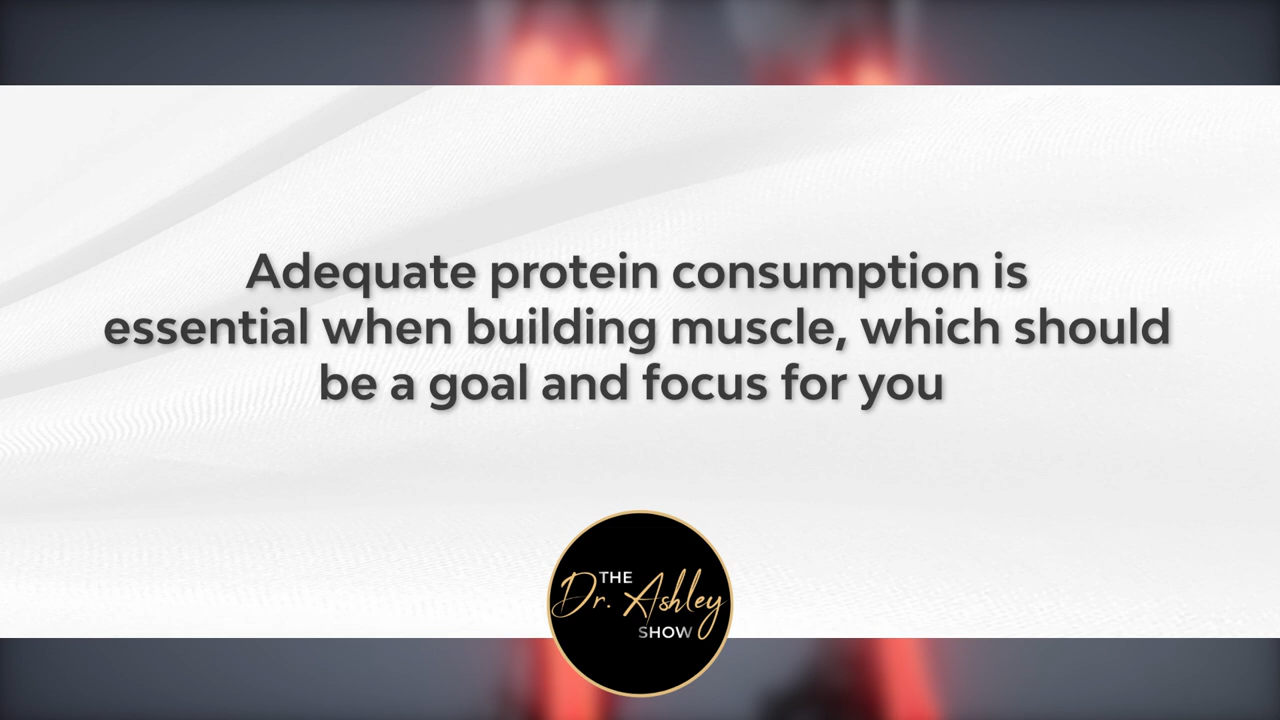 Adequate protein consumption is
essential when building muscle, which should
be a goal and focus for you
THE
Dr. Ashley
SHOW